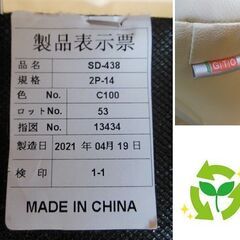 製品表示票
品名 SD-438
規格 2P-14
色 No. C100
ロット No. 53
指図 No. 13434
製造日 2021 年 04 月 19 日
検印 1-1
MADE IN CHINA
GiTO